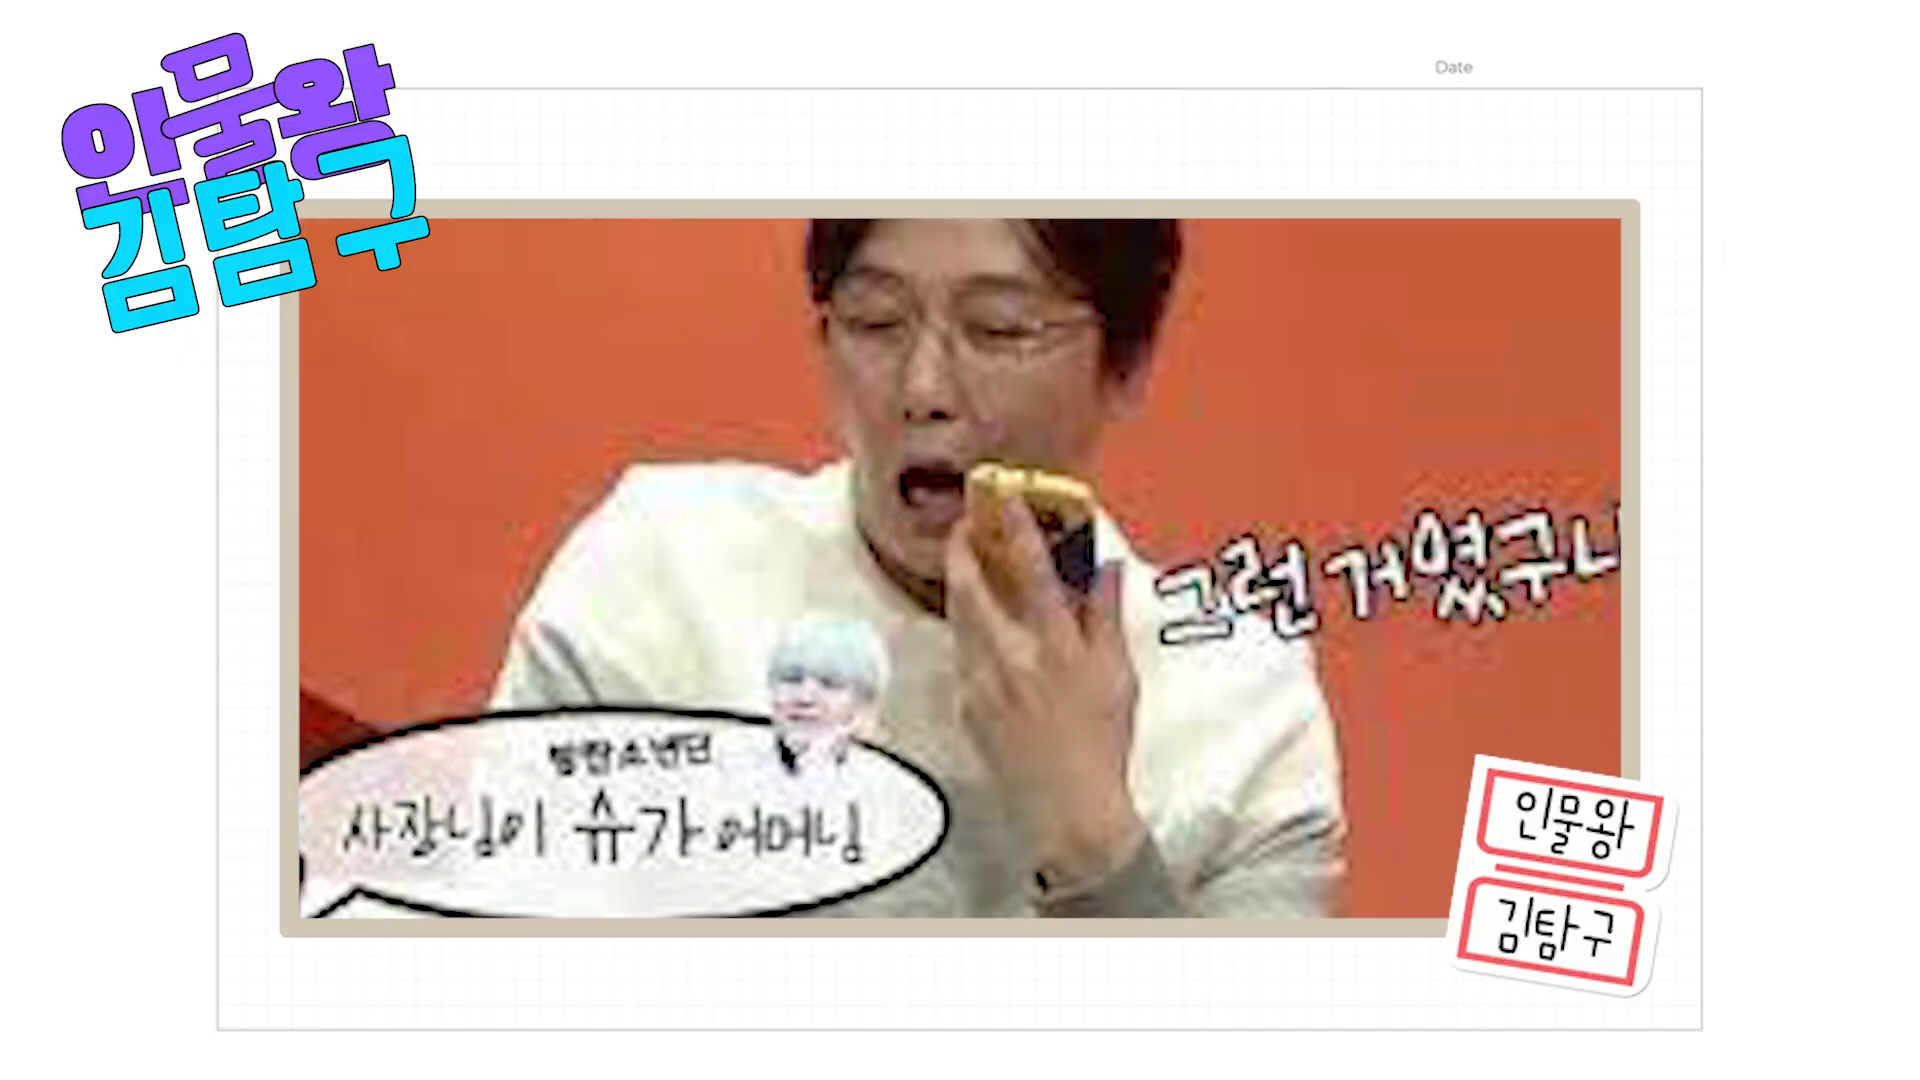 인물왕
김탐구
Date
그런 거였구나
방탄소년단
사장님이 슈가 어머님
인물왕
김탐구